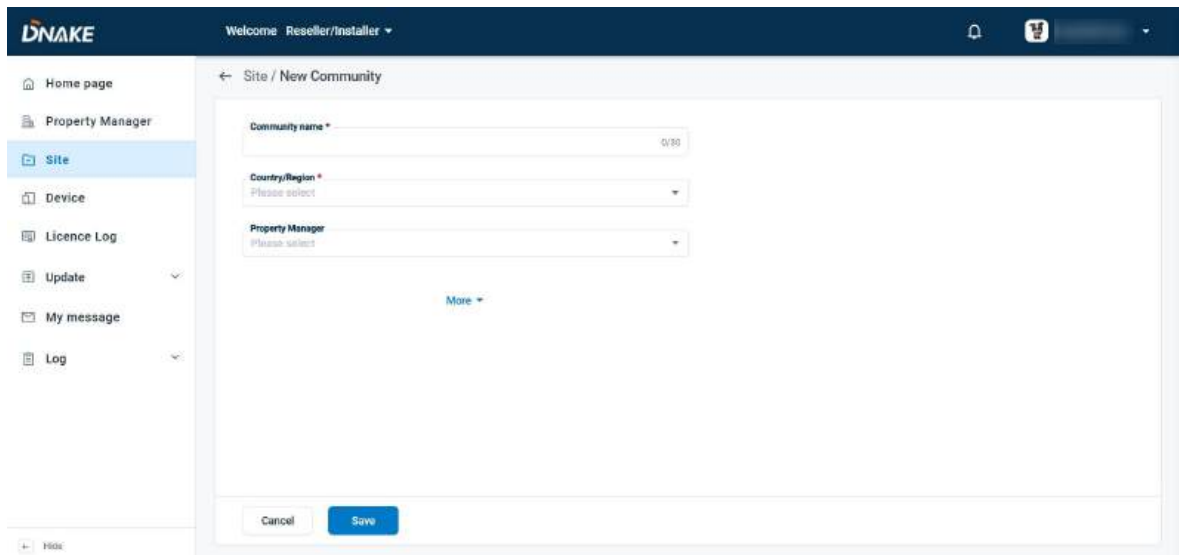 DNAKE
Welcome Reseller/Installer
Home page
Property Manager
Site
Device
Licence Log
Update
My message
Log
Hide
Site / New Community
Community name *
0/30
Country/Region *
Please select
Property Manager
Please select
More
Cancel
Save